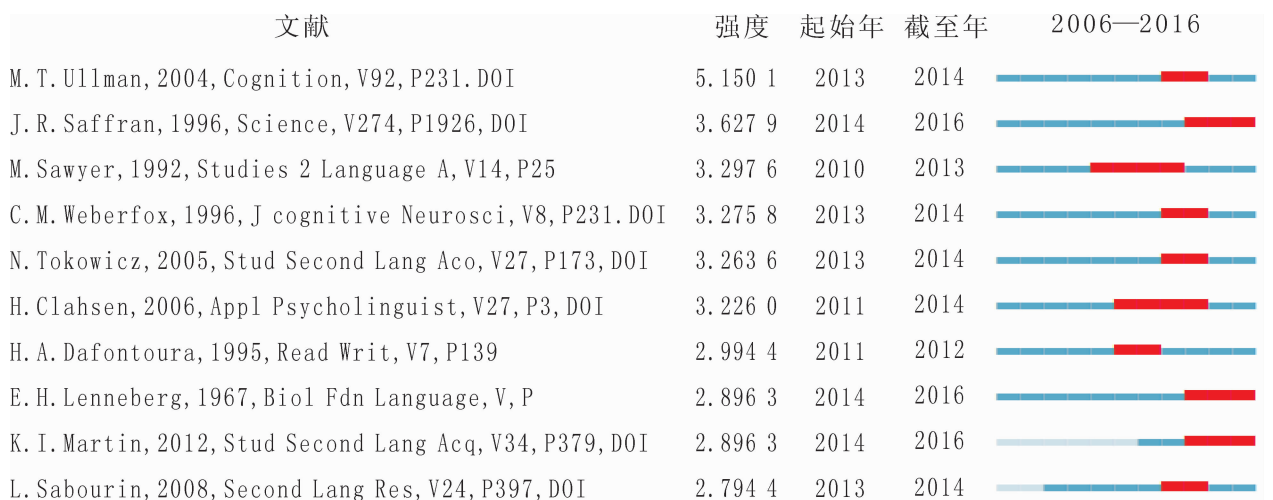 文献 强度 起始年 截至年 2006—2016
M.T.Ullman,2004,Cognition,V92,P231.DOI 5.150 1 2013 2014
J.R.Saffran,1996,Science,V274,P1926,DOI 3.627 9 2014 2016
M.Sawyer,1992,Studies 2 Language A,V14,P25 3.297 6 2010 2013
C.M.Weberfox,1996,J cognitive Neurosci,V8,P231.DOI 3.275 8 2013 2014
N.Tokowicz,2005,Stud Second Lang Aco,V27,P173,DOI 3.263 6 2013 2014
H.Clahsen,2006,Appl Psycholinguist,V27,P3,DOI 3.226 0 2011 2014
H.A.Dafontoura,1995,Read Writ,V7,P139 2.994 4 2011 2012
E.H.Lenneberg,1967,Biol Fdn Language,V,P 2.896 3 2014 2016
K.I.Martin,2012,Stud Second Lang Acq,V34,P379,DOI 2.896 3 2014 2016
L.Sabourin,2008,Second Lang Res,V24,P397,DOI 2.794 4 2013 2014